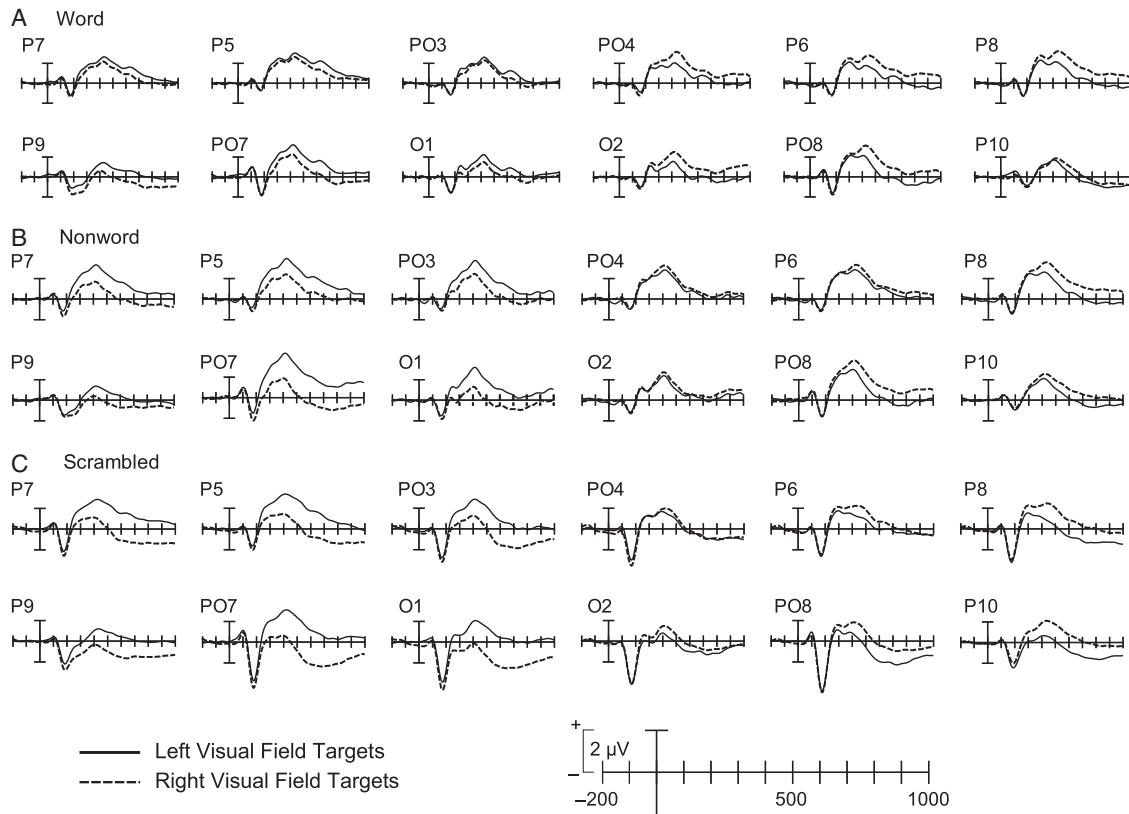 A Word
P7 P5 PO3 PO4 P6 P8
P9 PO7 O1 O2 PO8 P10
B Nonword
P7 P5 PO3 PO4 P6 P8
P9 PO7 O1 O2 PO8 P10
C Scrambled
P7 P5 PO3 PO4 P6 P8
P9 PO7 O1 O2 PO8 P10
Left Visual Field Targets
Right Visual Field Targets
+
2 μV
–
–200 500 1000